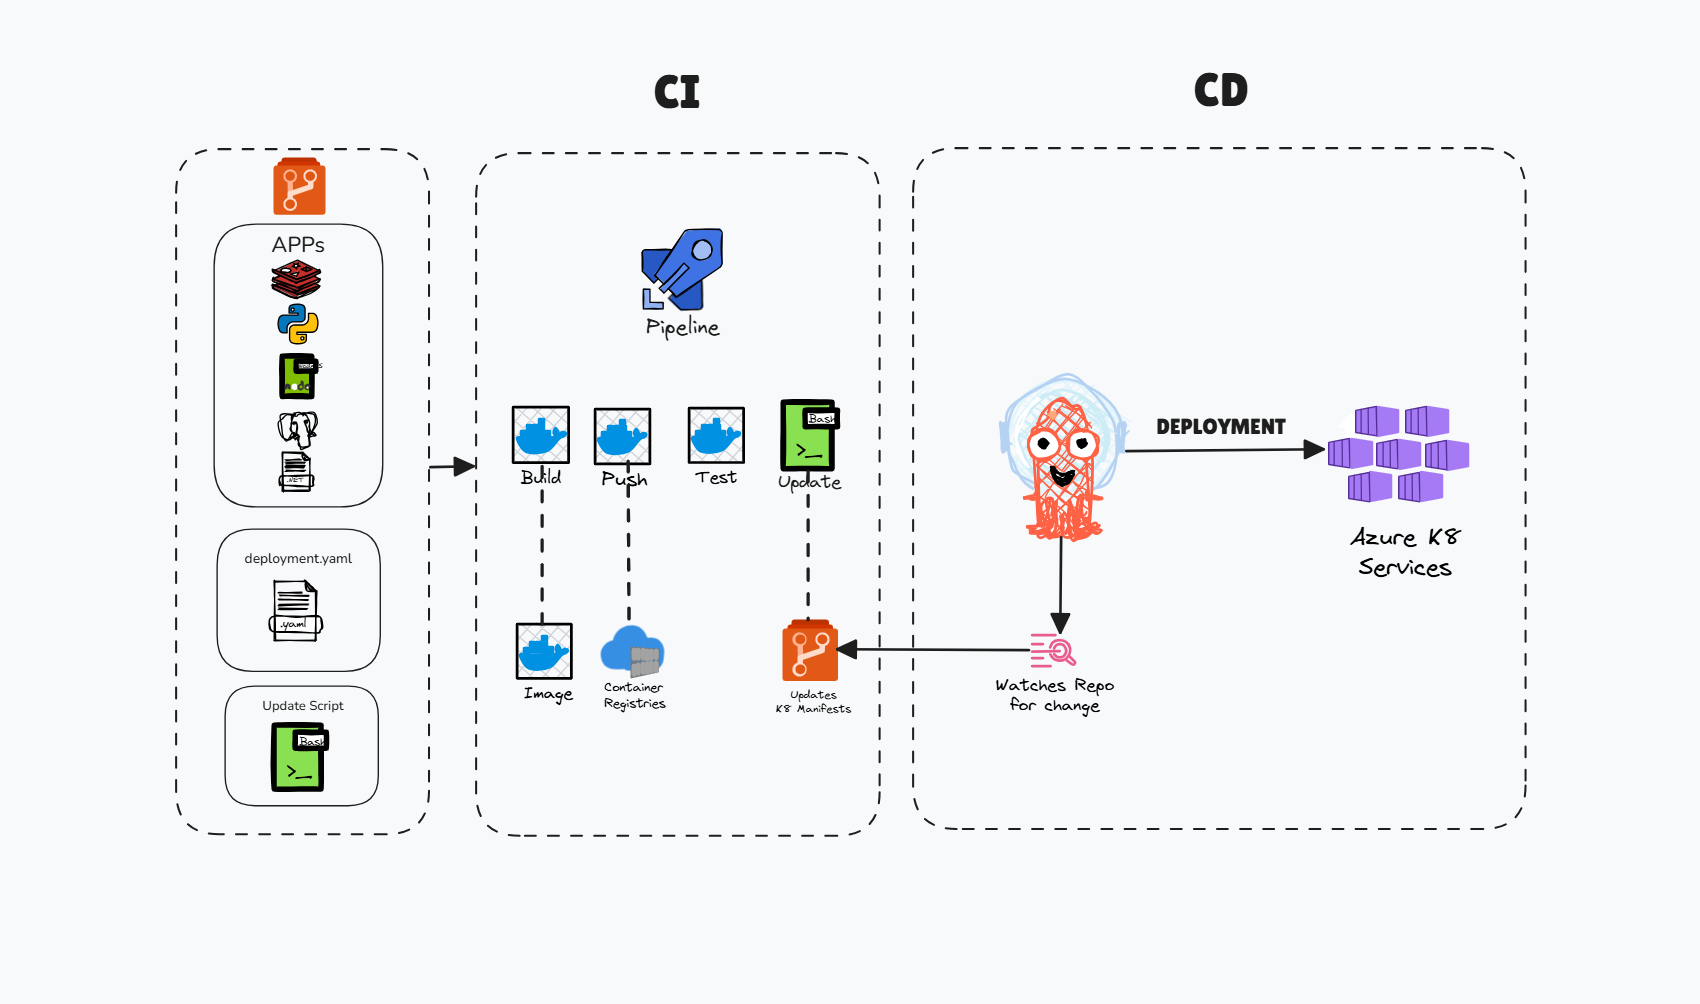 CI
CD
APPs
node
.NET
deployment.yaml
.yaml
Update Script
Bash
>_
Pipeline
Bash
>_
Build
Push
Test
Update
Image
Container
Registries
Updates
K8 Manifests
DEPLOYMENT
Watches Repo
for change
Azure K8
Services